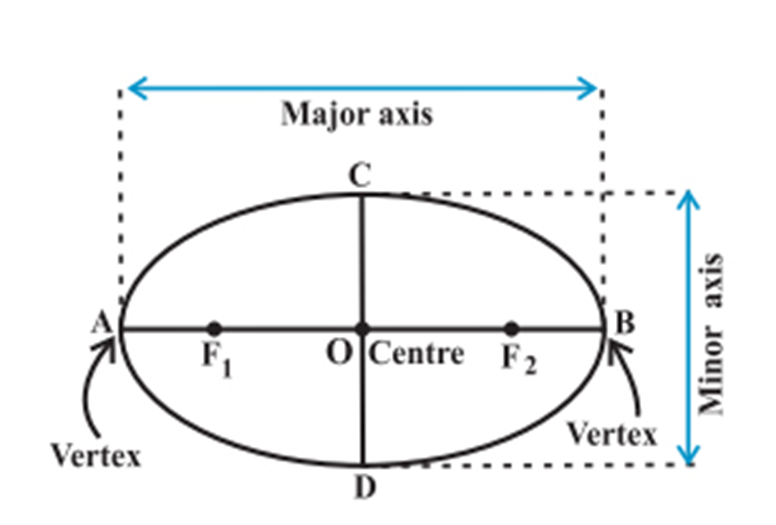 Major axis
C
A
B
F1
O
Centre
F2
Minor axis
Vertex
Vertex
D